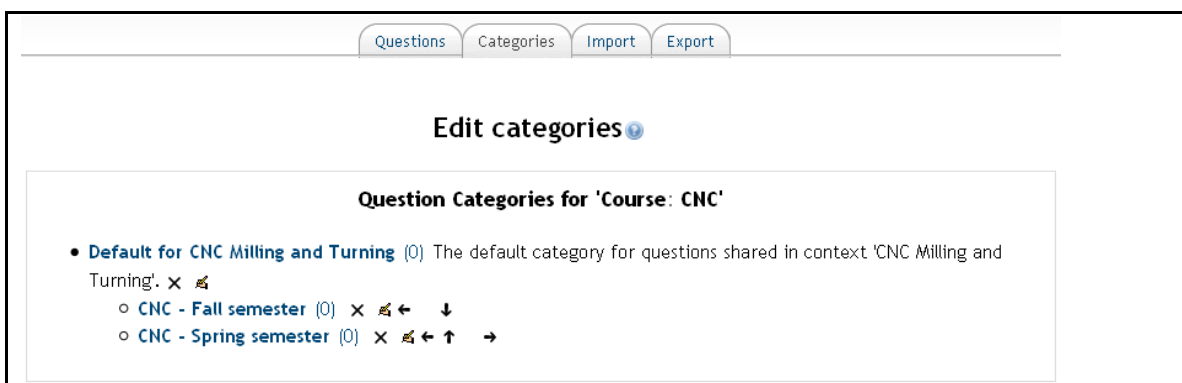 Questions Categories Import Export
Edit categories
Question Categories for 'Course: CNC'
Default for CNC Milling and Turning (0) The default category for questions shared in context 'CNC Milling and
Turning'.
CNC - Fall semester (0)
CNC - Spring semester (0)